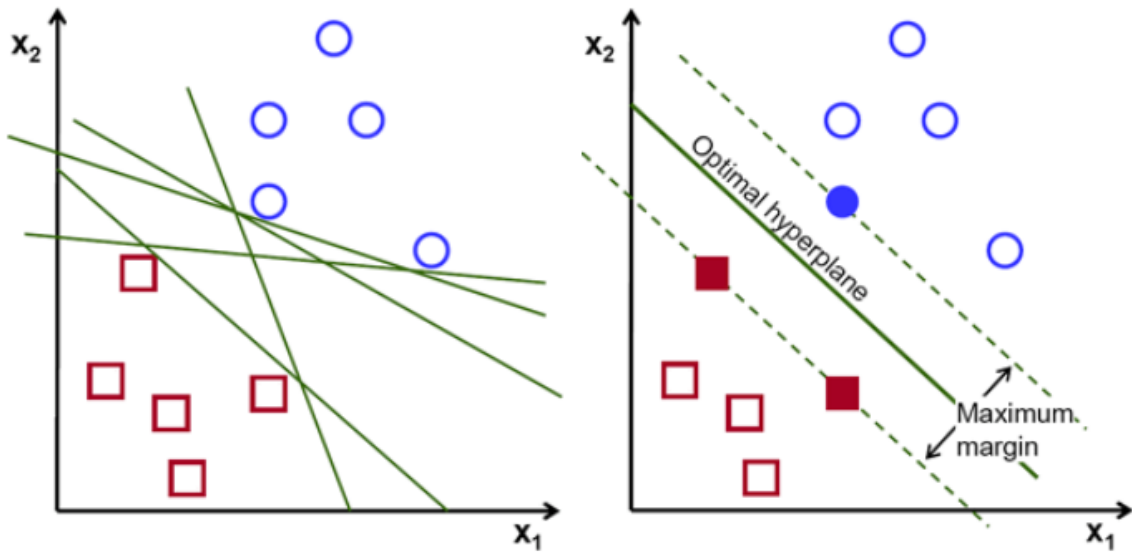 x₂
x₁
x₂
Optimal hyperplane
Maximum
margin
x₁